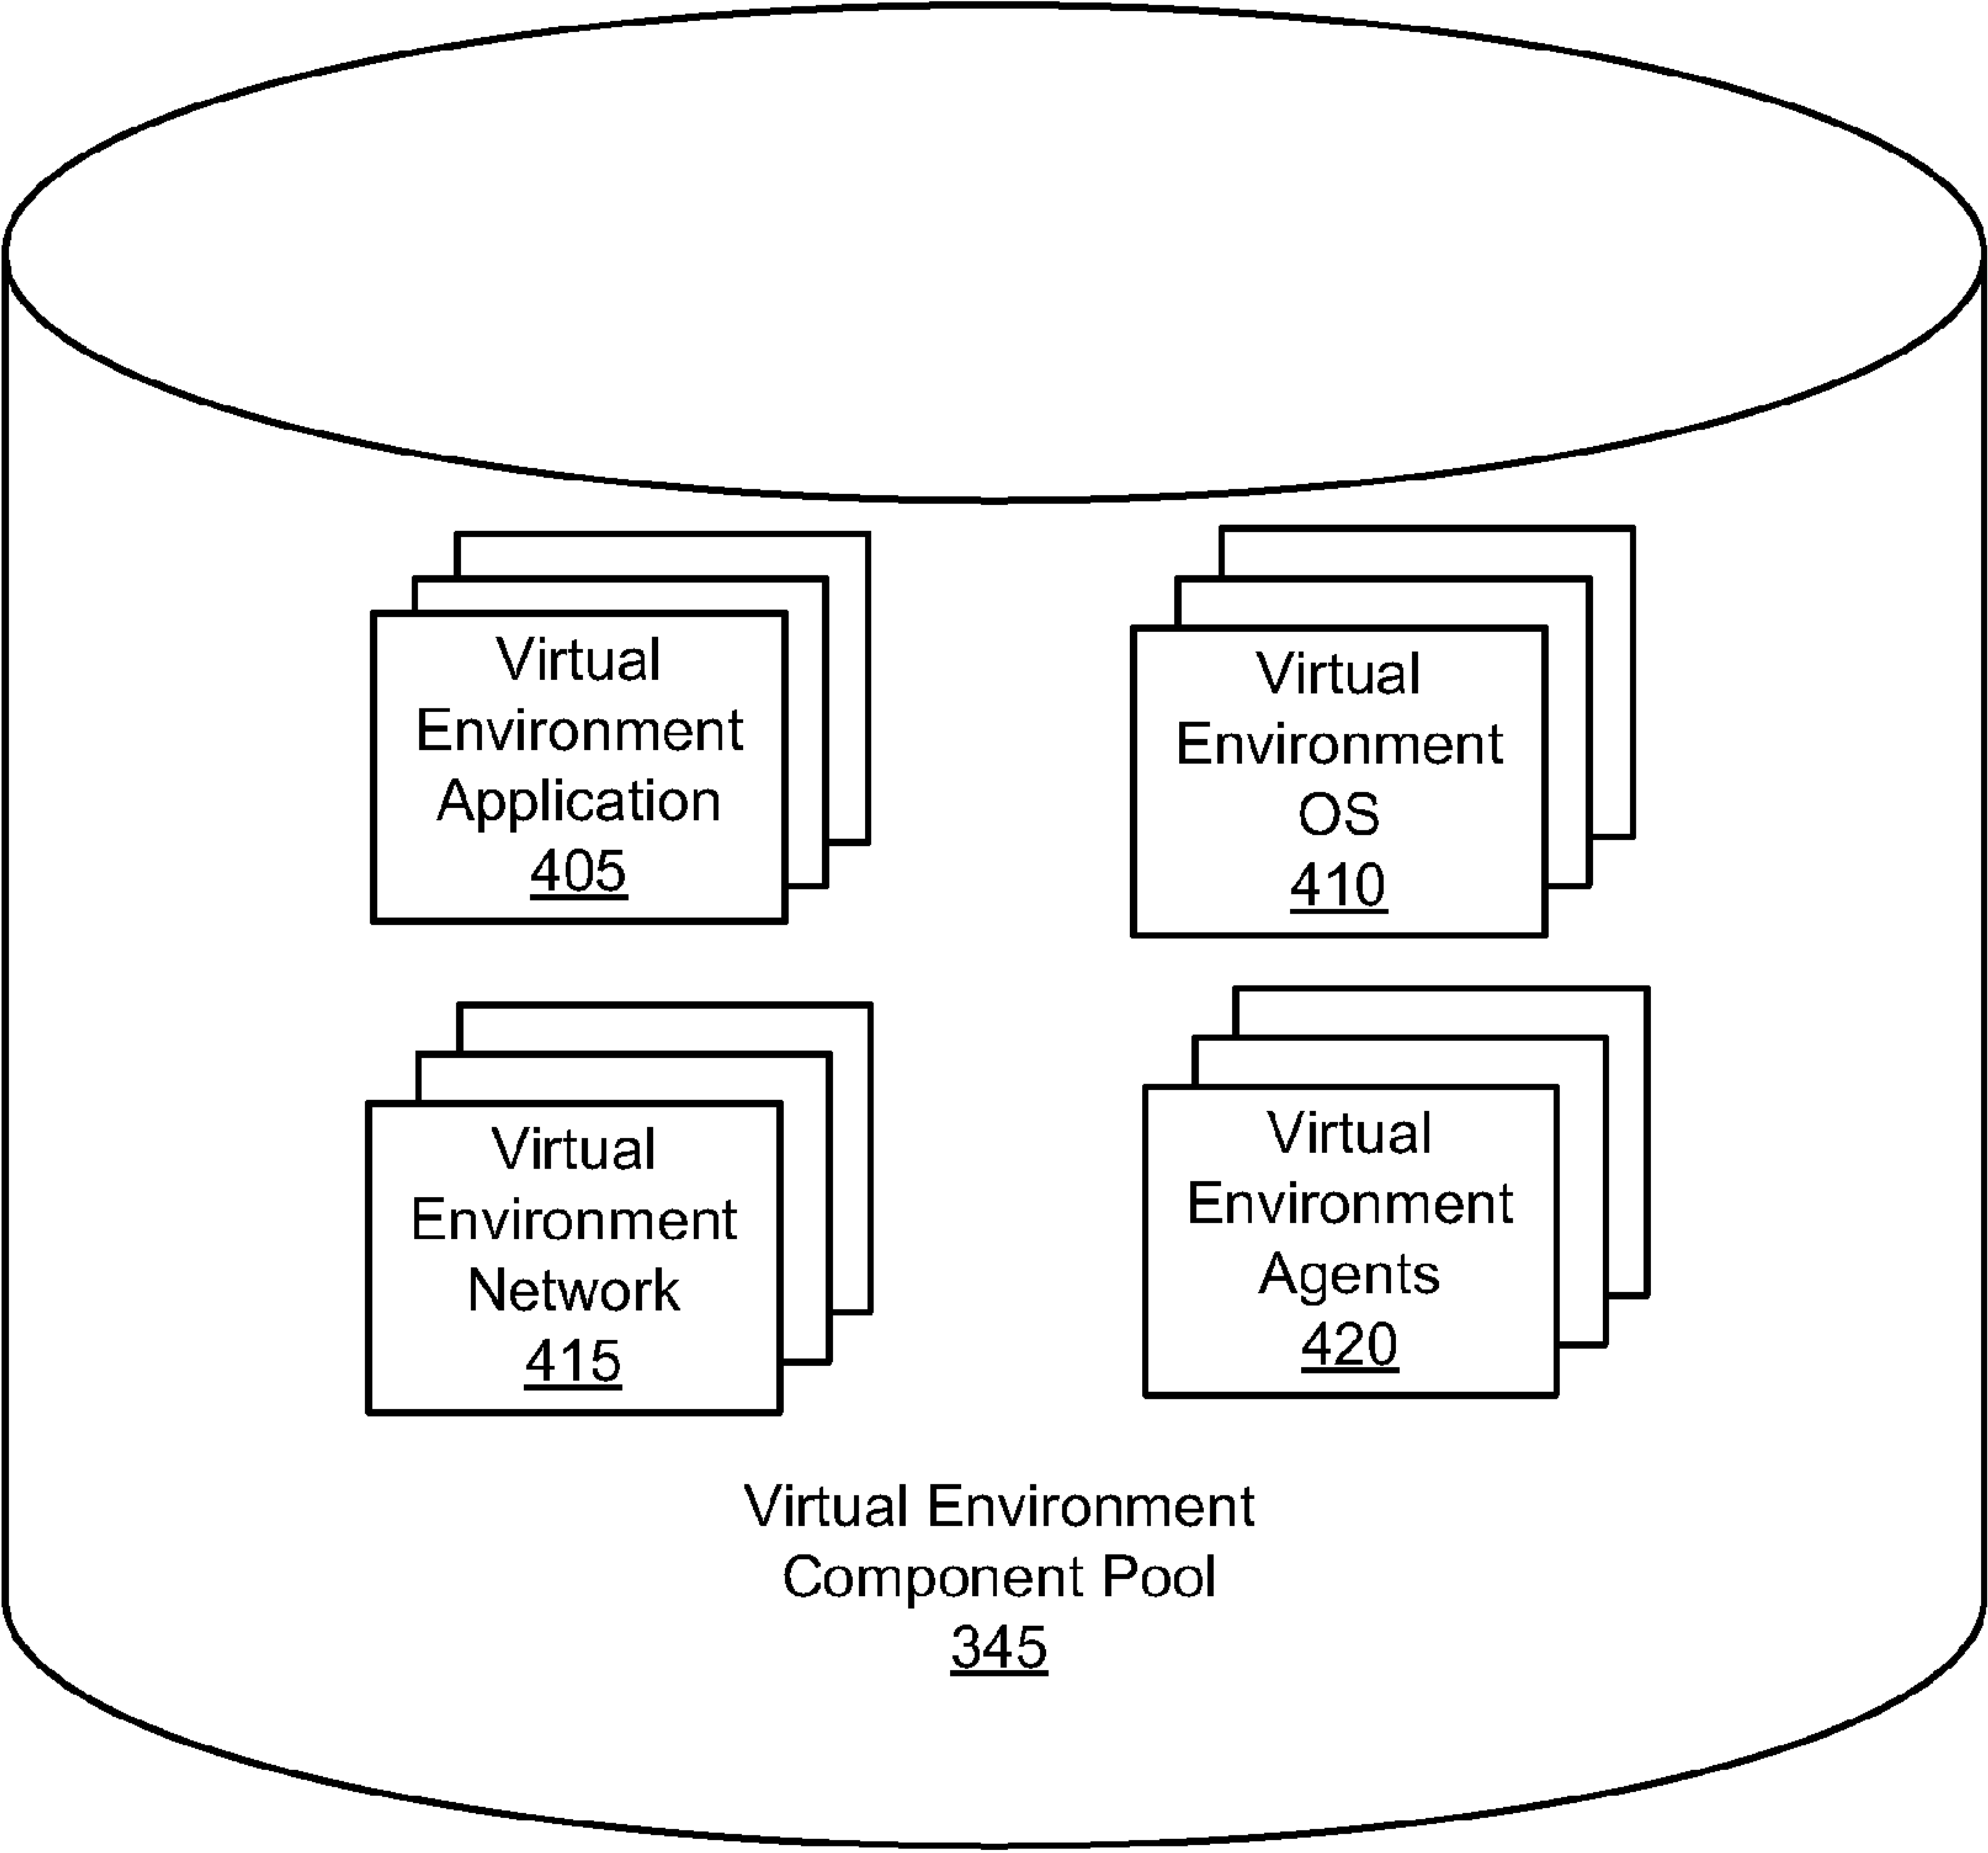 Virtual
Environment
Application
405
Virtual
Environment
OS
410
Virtual
Environment
Network
415
Virtual
Environment
Agents
420
Virtual Environment
Component Pool
345